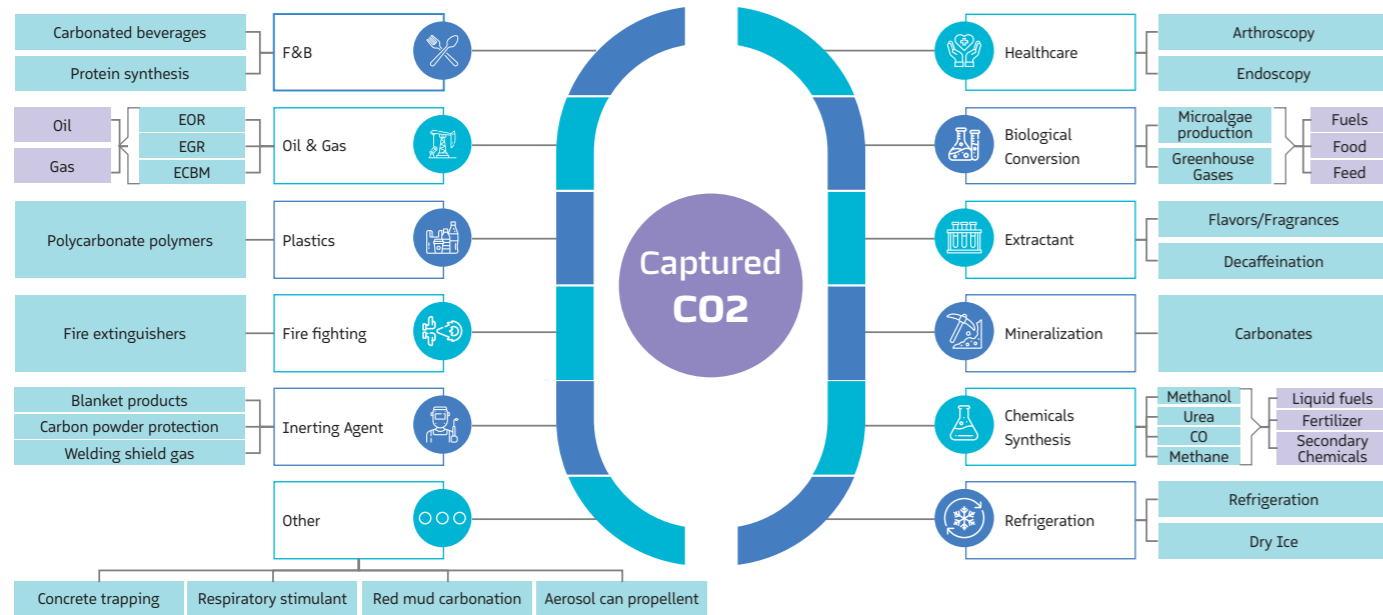 Carbonated beverages
Protein synthesis
F&B
Oil
Gas
EOR
EGR
ECBM
Oil & Gas
Polycarbonate polymers
Plastics
Fire extinguishers
Fire fighting
Blanket products
Carbon powder protection
Welding shield gas
Inerting Agent
Other
Concrete trapping
Respiratory stimulant
Red mud carbonation
Aerosol can propellent
Captured
CO2
Healthcare
Arthroscopy
Endoscopy
Biological
Conversion
Microalgae
production
Greenhouse
Gases
Fuels
Food
Feed
Extractant
Flavors/Fragrances
Decaffeination
Mineralization
Carbonates
Chemicals
Synthesis
Methanol
Urea
CO
Methane
Liquid fuels
Fertilizer
Secondary
Chemicals
Refrigeration
Refrigeration
Dry Ice